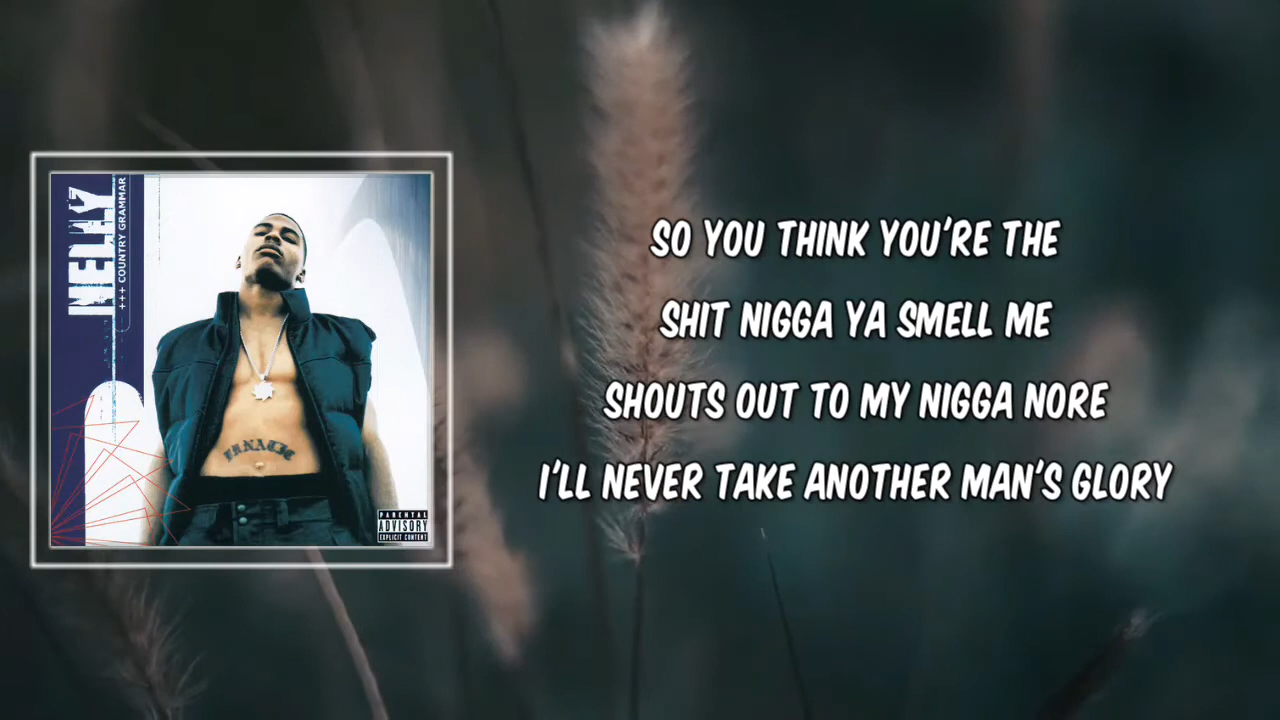 NELLY
+++ COUNTRY GRAMMAR
FANATIC
PARENTAL
ADVISORY
EXPLICIT CONTENT
SO YOU THINK YOU'RE THE
SHIT NIGGA YA SMELL ME
SHOUTS OUT TO MY NIGGA NORE
I'LL NEVER TAKE ANOTHER MAN'S GLORY